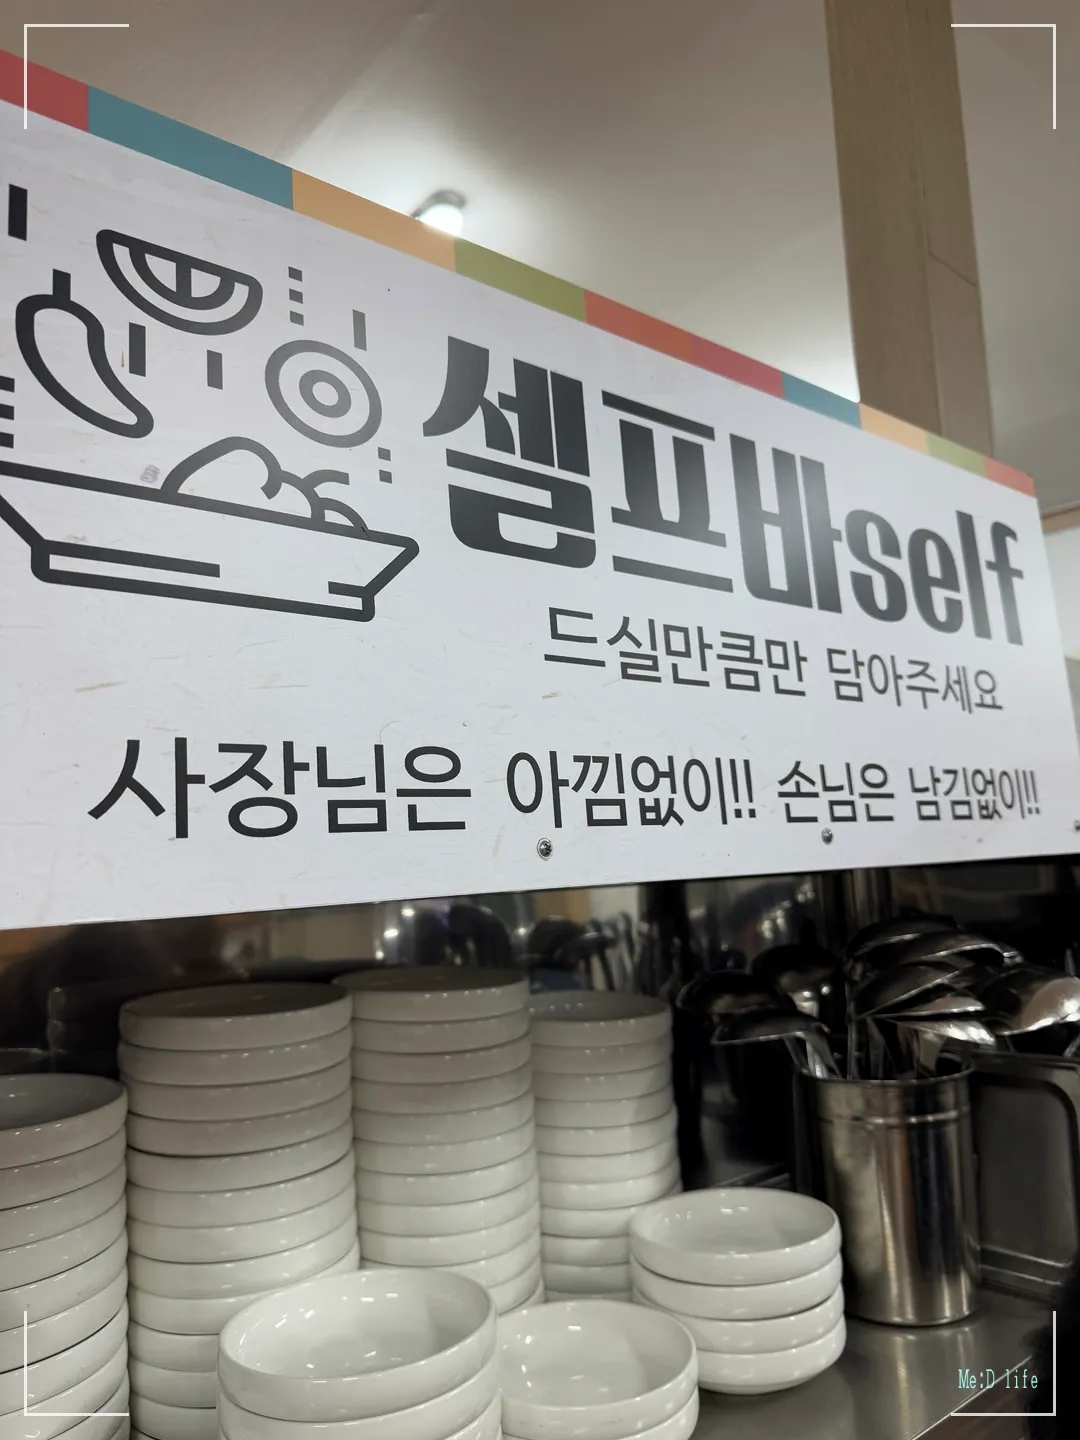 셀프바self
드실만큼만 담아주세요
사장님은 아낌없이!! 손님은 남김없이!!
Me:D life